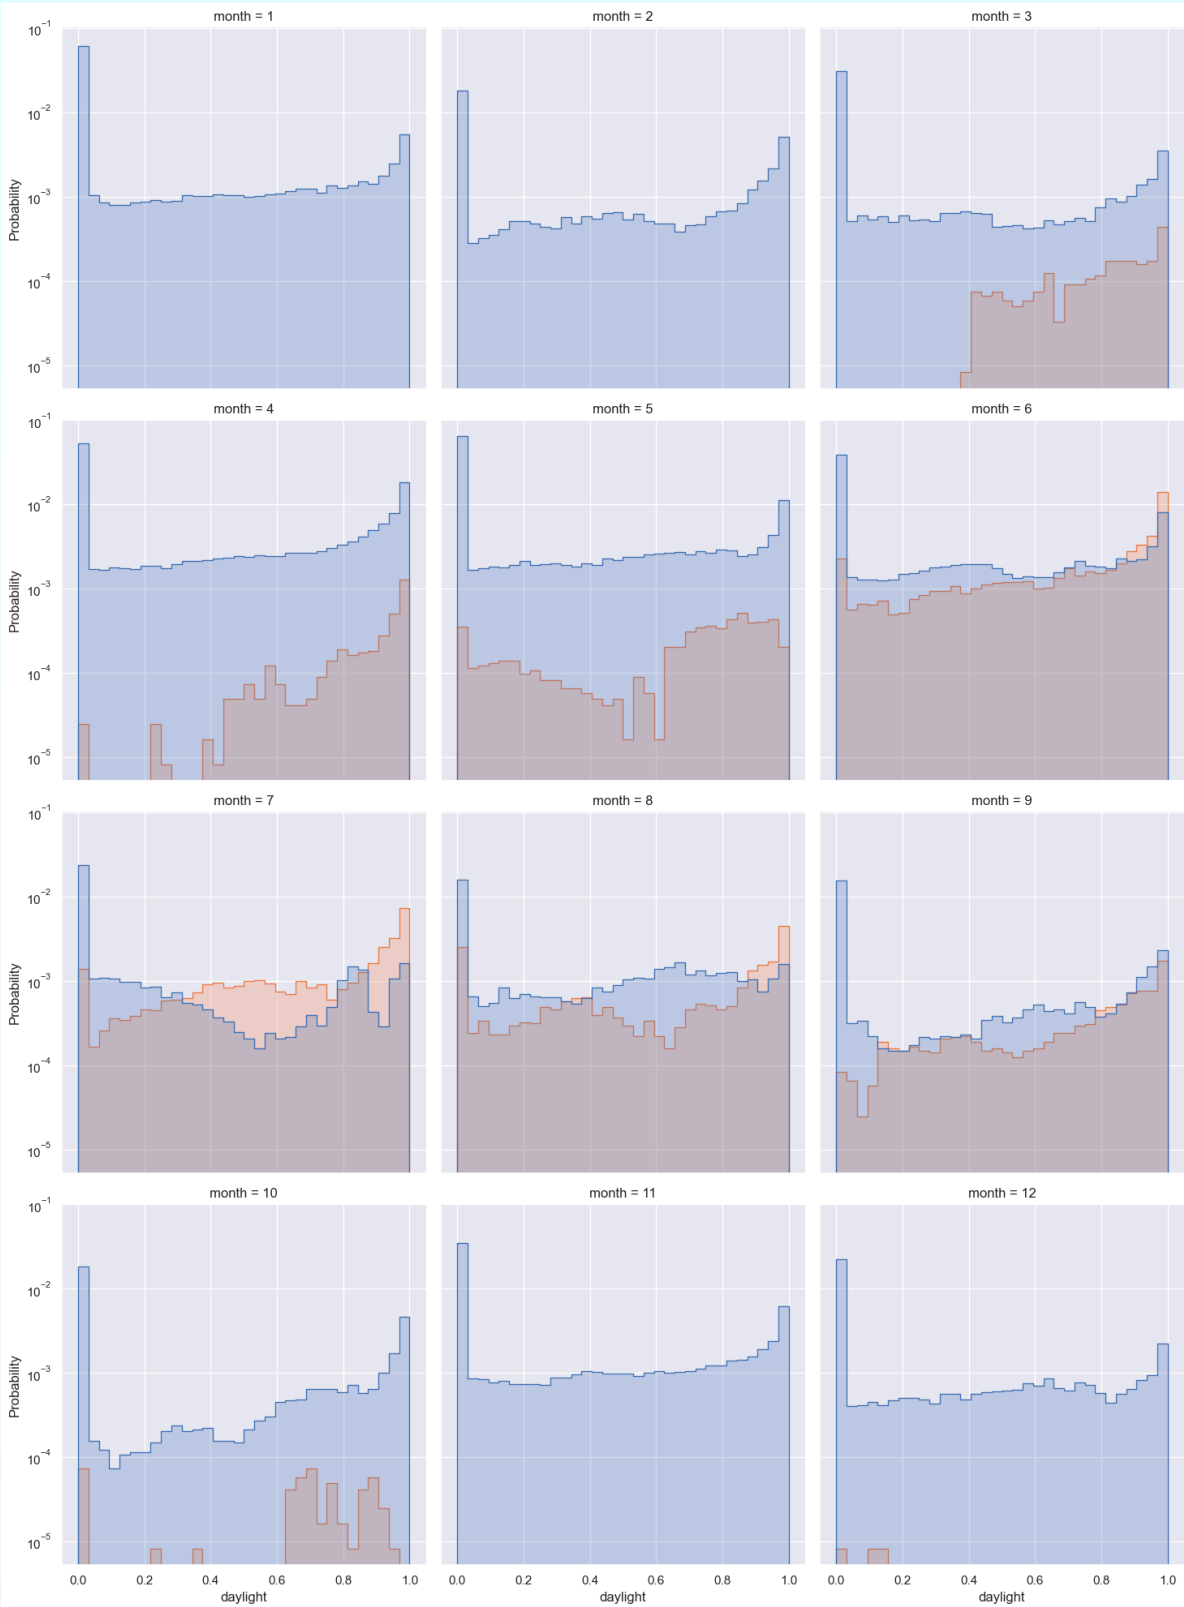 month = 1
month = 2
month = 3
10⁻¹
10⁻²
10⁻³
10⁻⁴
10⁻⁵
Probability
month = 4
month = 5
month = 6
10⁻¹
10⁻²
10⁻³
10⁻⁴
10⁻⁵
Probability
month = 7
month = 8
month = 9
10⁻¹
10⁻²
10⁻³
10⁻⁴
10⁻⁵
Probability
month = 10
month = 11
month = 12
10⁻¹
10⁻²
10⁻³
10⁻⁴
10⁻⁵
Probability
0.0 0.2 0.4 0.6 0.8 1.0
0.0 0.2 0.4 0.6 0.8 1.0
0.0 0.2 0.4 0.6 0.8 1.0
daylight
daylight
daylight